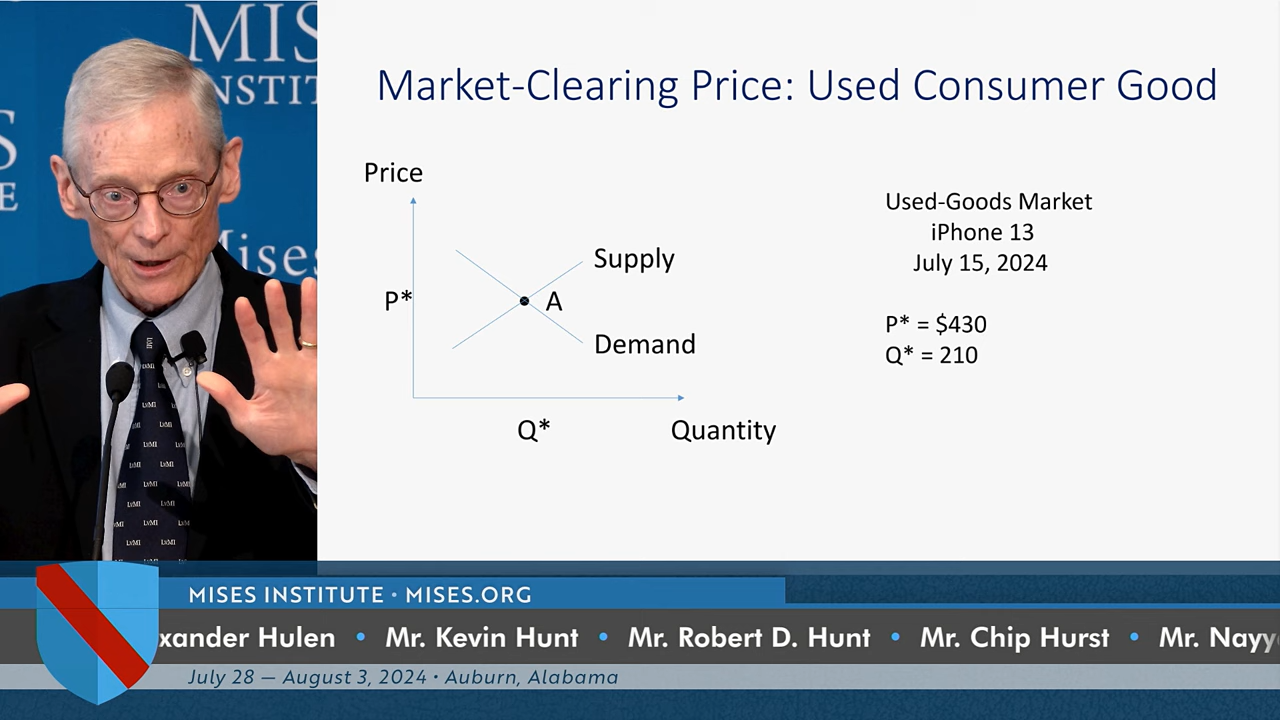 MIS
INSTIT
S
E
Mises
LvMI
Market-Clearing Price: Used Consumer Good
Price
Supply
P*
A
Demand
Q*
Quantity
Used-Goods Market
iPhone 13
July 15, 2024
P* = $430
Q* = 210
MISES INSTITUTE • MISES.ORG
xander Hulen • Mr. Kevin Hunt • Mr. Robert D. Hunt • Mr. Chip Hurst • Mr. Nayy
July 28 — August 3, 2024 • Auburn, Alabama